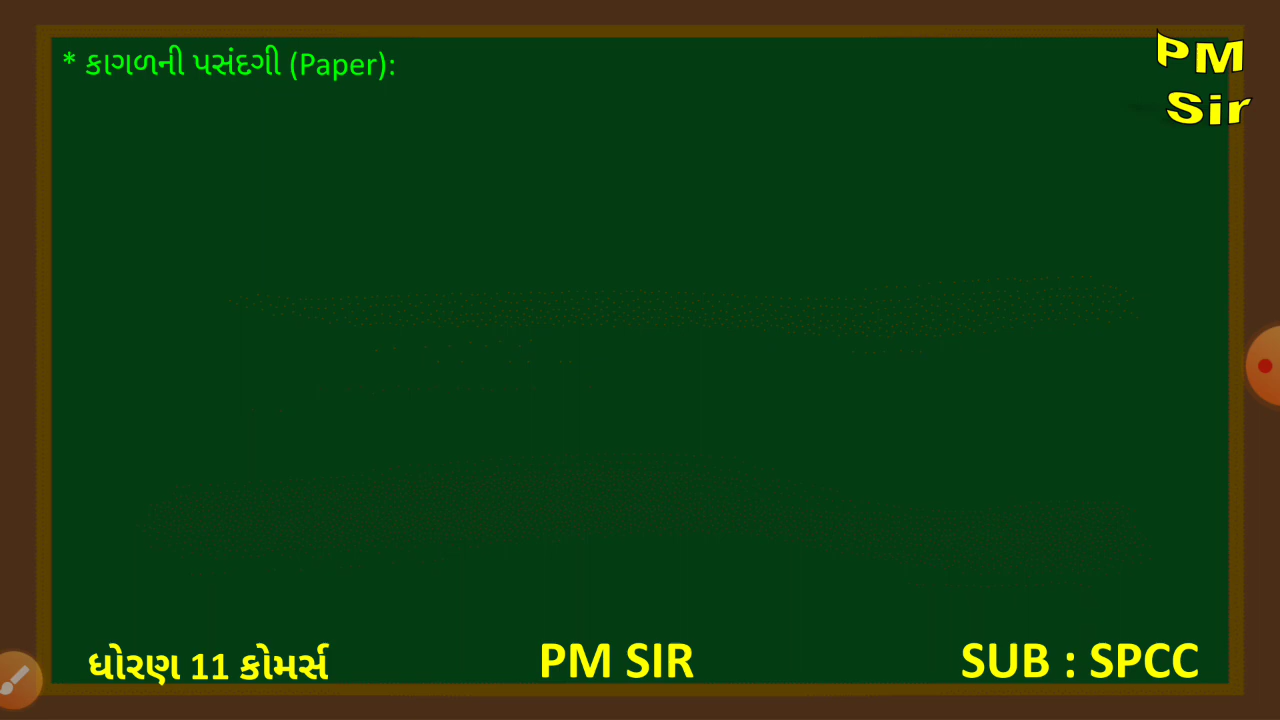 * કાગળની પસંદગી (Paper):
PM
Sir
ધોરણ 11 કોમર્સ
PM SIR
SUB : SPCC